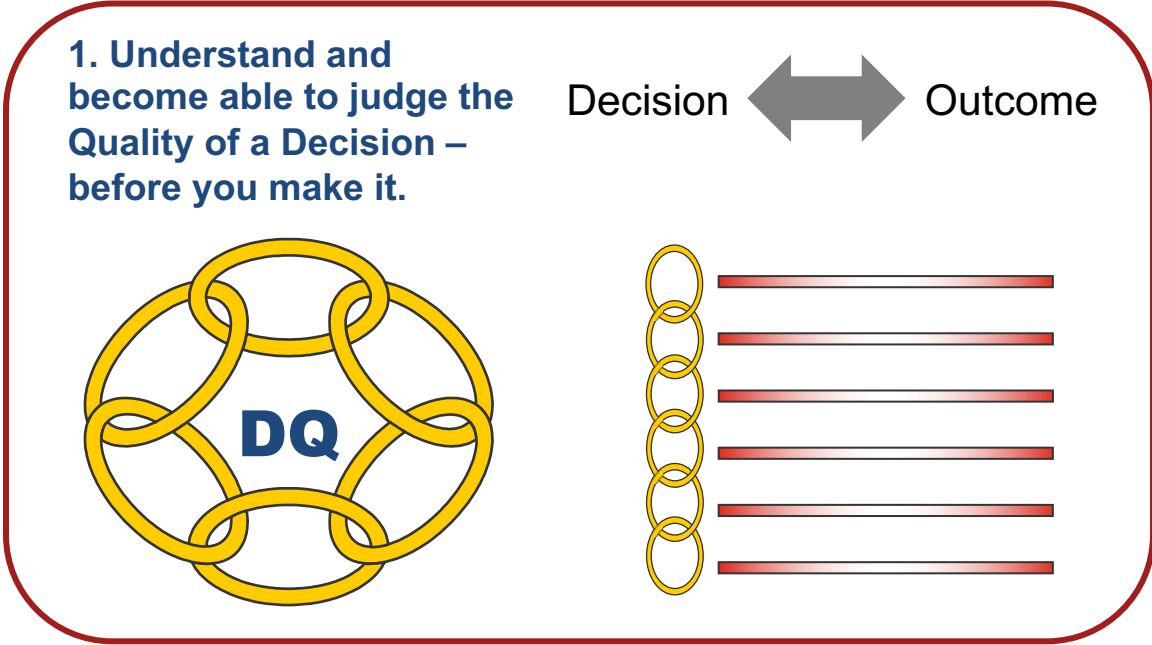 1. Understand and
become able to judge the
Quality of a Decision –
before you make it.
Decision
Outcome
DQ